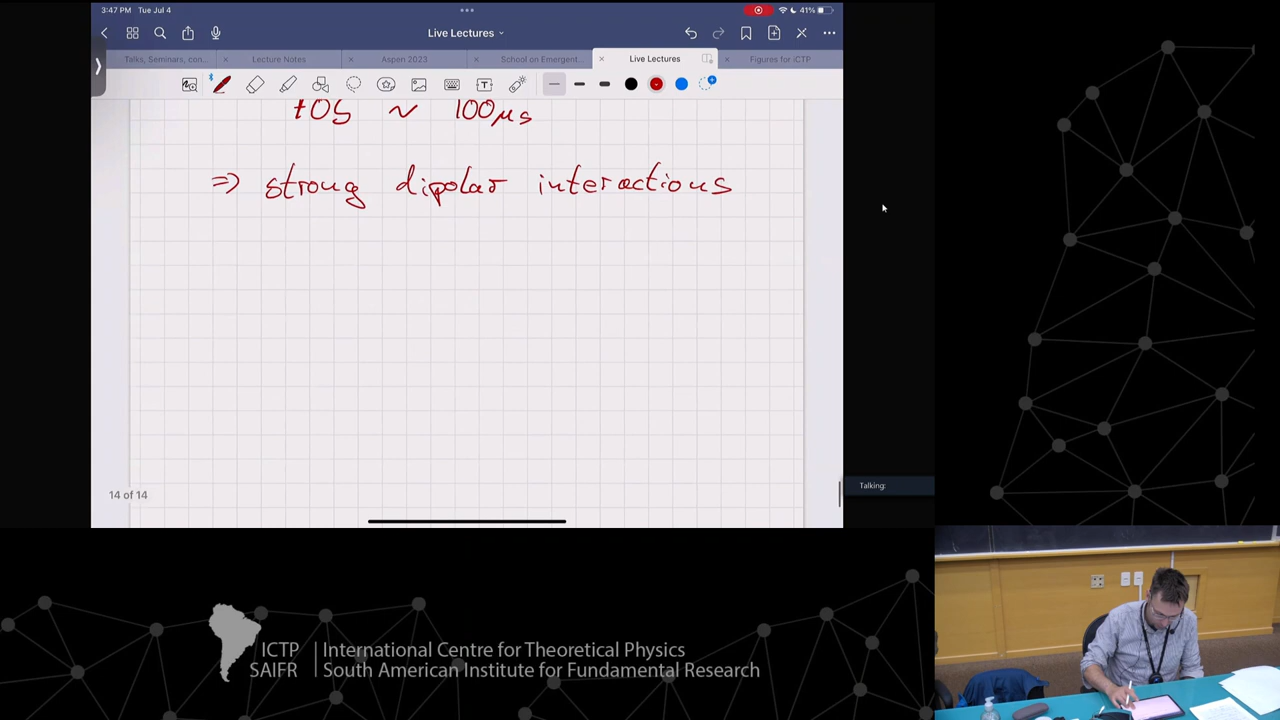 3:47 PM Tue Jul 4
41%
Live Lectures
Talks, Seminars, con...
Lecture Notes
Aspen 2023
School on Emergent...
Live Lectures
Figures for iCTP
~ 100μs
⇒ strong dipolar interactions
14 of 14
Talking:
ICTP
SAIFR
International Centre for Theoretical Physics
South American Institute for Fundamental Research